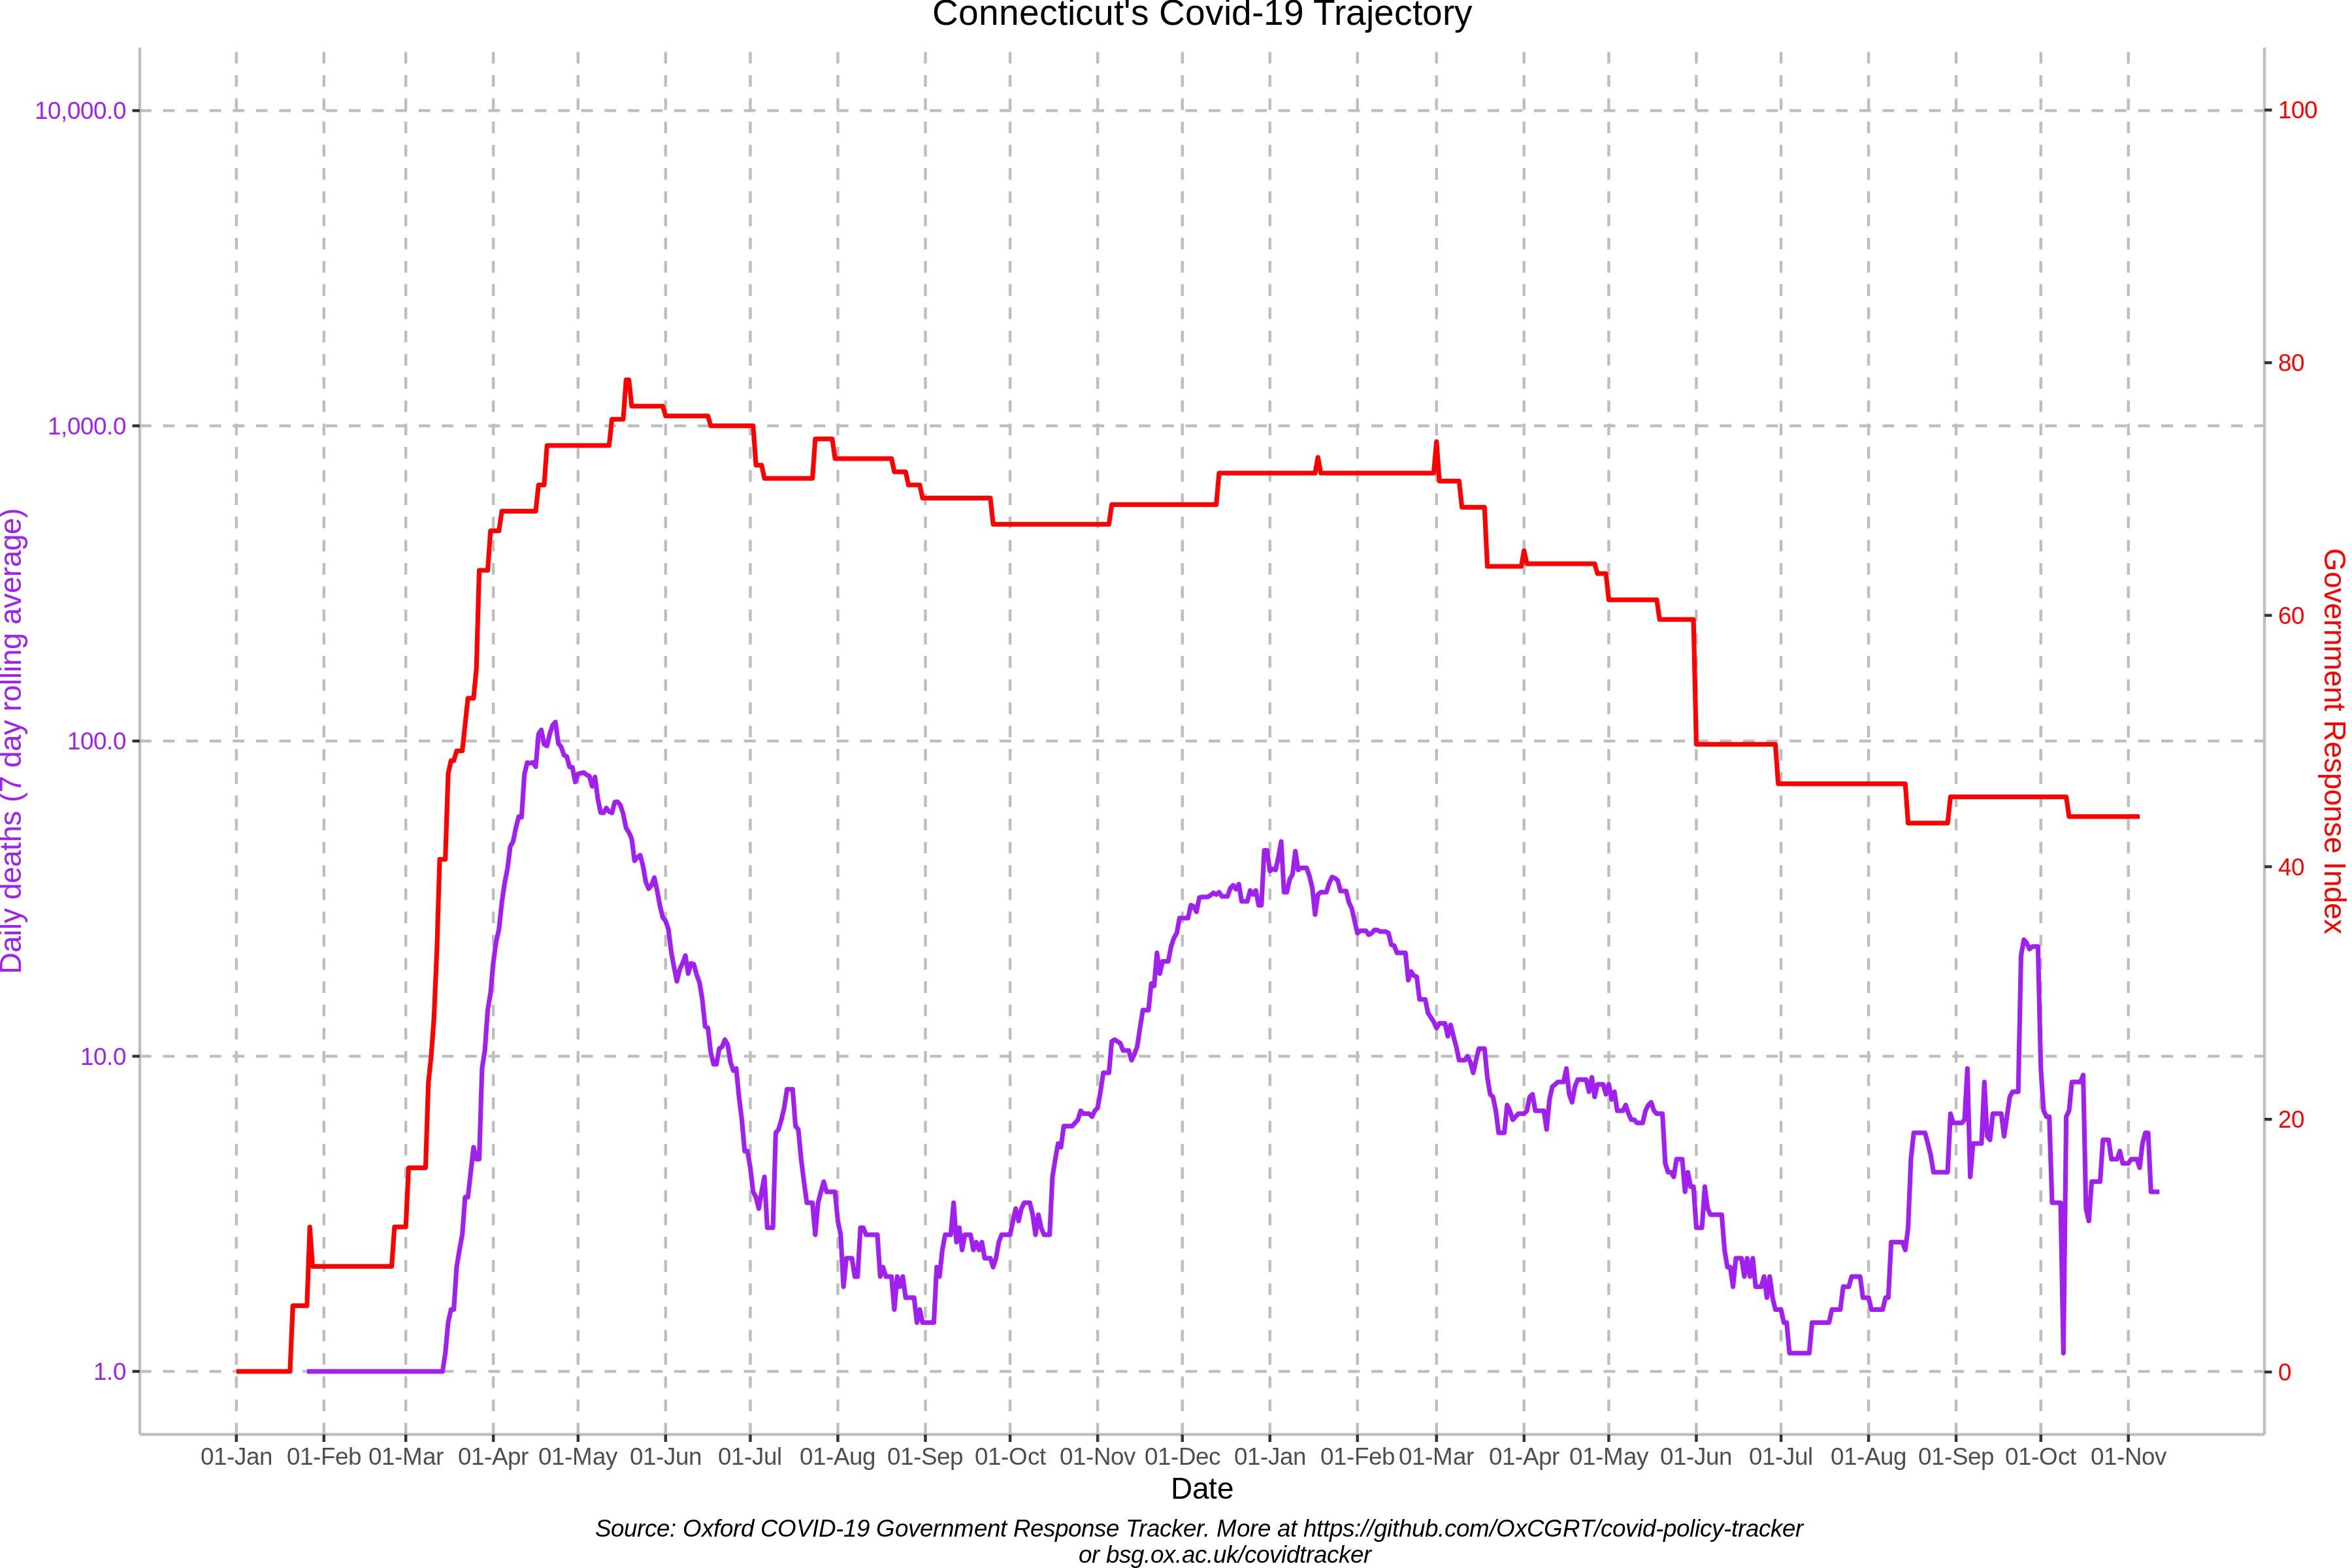 Connecticut's Covid-19 Trajectory
10,000.0
1,000.0
100.0
10.0
1.0
Daily deaths (7 day rolling average)
100
80
60
40
20
0
Government Response Index
01-Jan 01-Feb 01-Mar 01-Apr 01-May 01-Jun 01-Jul 01-Aug 01-Sep 01-Oct 01-Nov 01-Dec 01-Jan 01-Feb 01-Mar 01-Apr 01-May 01-Jun 01-Jul 01-Aug 01-Sep 01-Oct 01-Nov
Date
Source: Oxford COVID-19 Government Response Tracker. More at https://github.com/OxCGRT/covid-policy-tracker
or bsg.ox.ac.uk/covidtracker